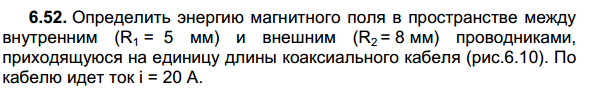 6.52. Определить энергию магнитного поля в пространстве между
внутренним (R₁ = 5 мм) и внешним (R₂ = 8 мм) проводниками,
приходящуюся на единицу длины коаксиального кабеля (рис.6.10). По
кабелю идет ток i = 20 А.